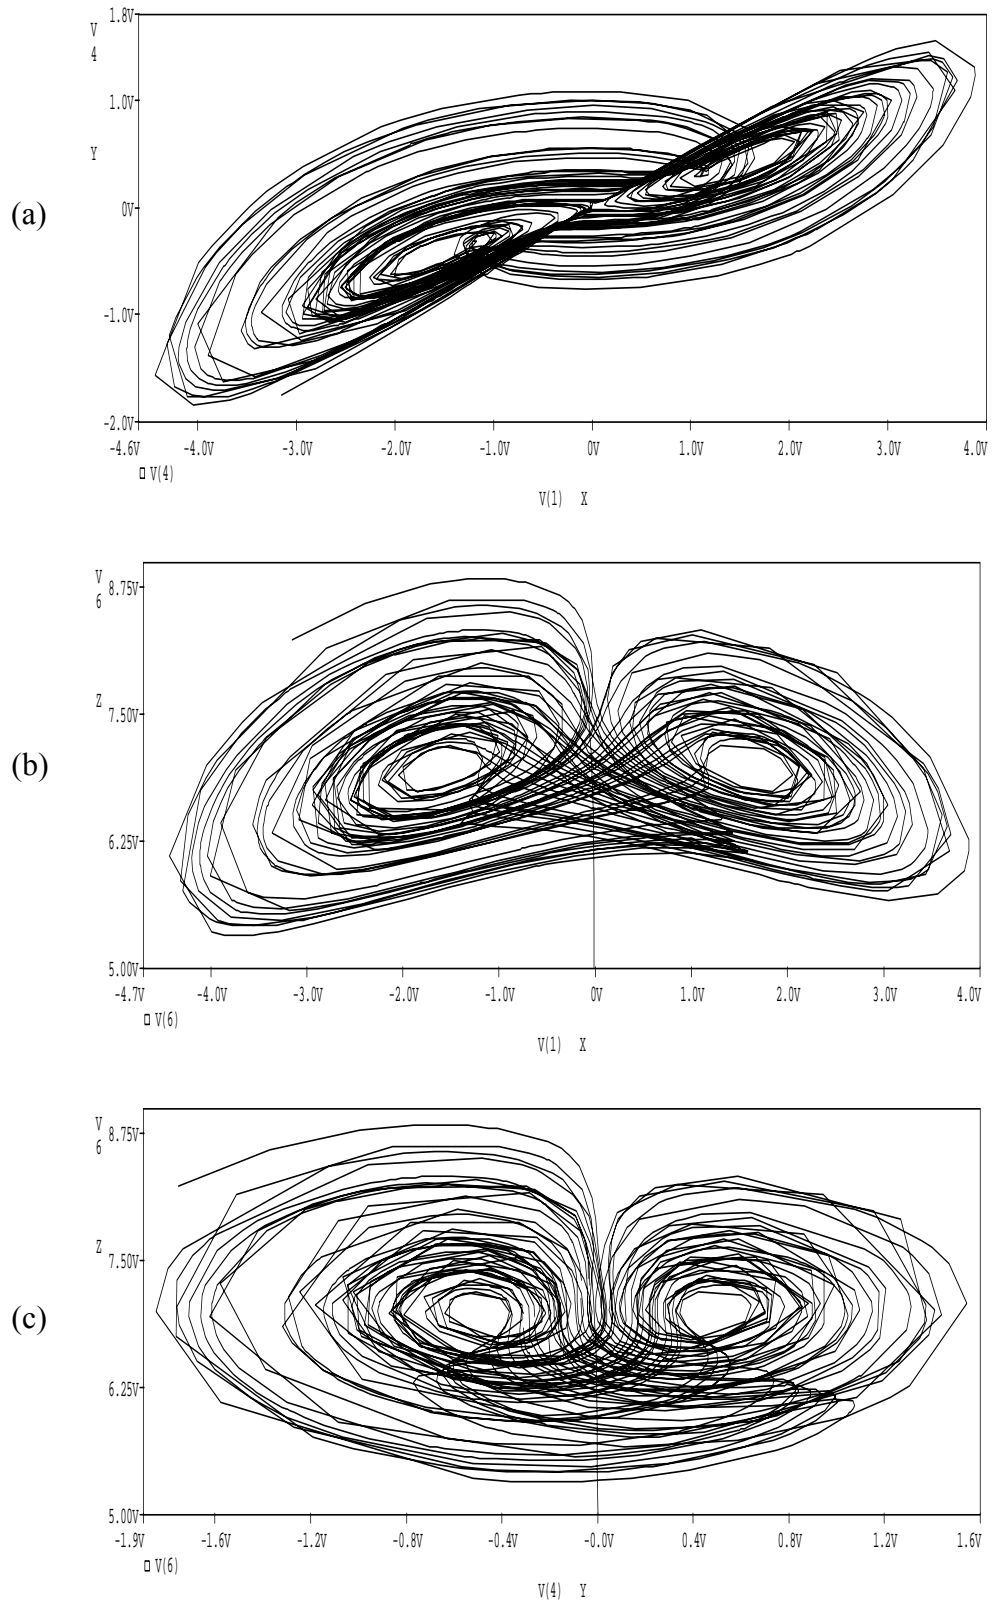 (a)
V
4
Y
1.8V
1.0V
0V
-1.0V
-2.0V
-4.6V -4.0V -3.0V -2.0V -1.0V 0V 1.0V 2.0V 3.0V 4.0V
□ V(4)
V(1) X
(b)
V
6
Z
8.75V
7.50V
6.25V
5.00V
-4.7V -4.0V -3.0V -2.0V -1.0V 0V 1.0V 2.0V 3.0V 4.0V
□ V(6)
V(1) X
(c)
V
6
Z
8.75V
7.50V
6.25V
5.00V
-1.9V -1.6V -1.2V -0.8V -0.4V -0.0V 0.4V 0.8V 1.2V 1.6V
□ V(6)
V(4) Y